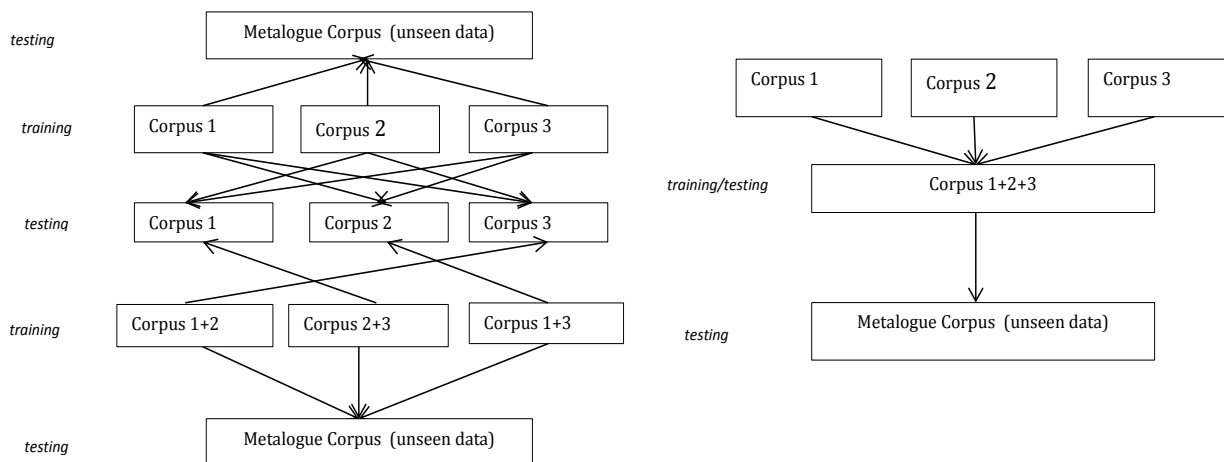 testing
Metalogue Corpus (unseen data)
training
Corpus 1
Corpus 2
Corpus 3
testing
Corpus 1
Corpus 2
Corpus 3
training
Corpus 1+2
Corpus 2+3
Corpus 1+3
testing
Metalogue Corpus (unseen data)
Corpus 1
Corpus 2
Corpus 3
training/testing
Corpus 1+2+3
testing
Metalogue Corpus (unseen data)